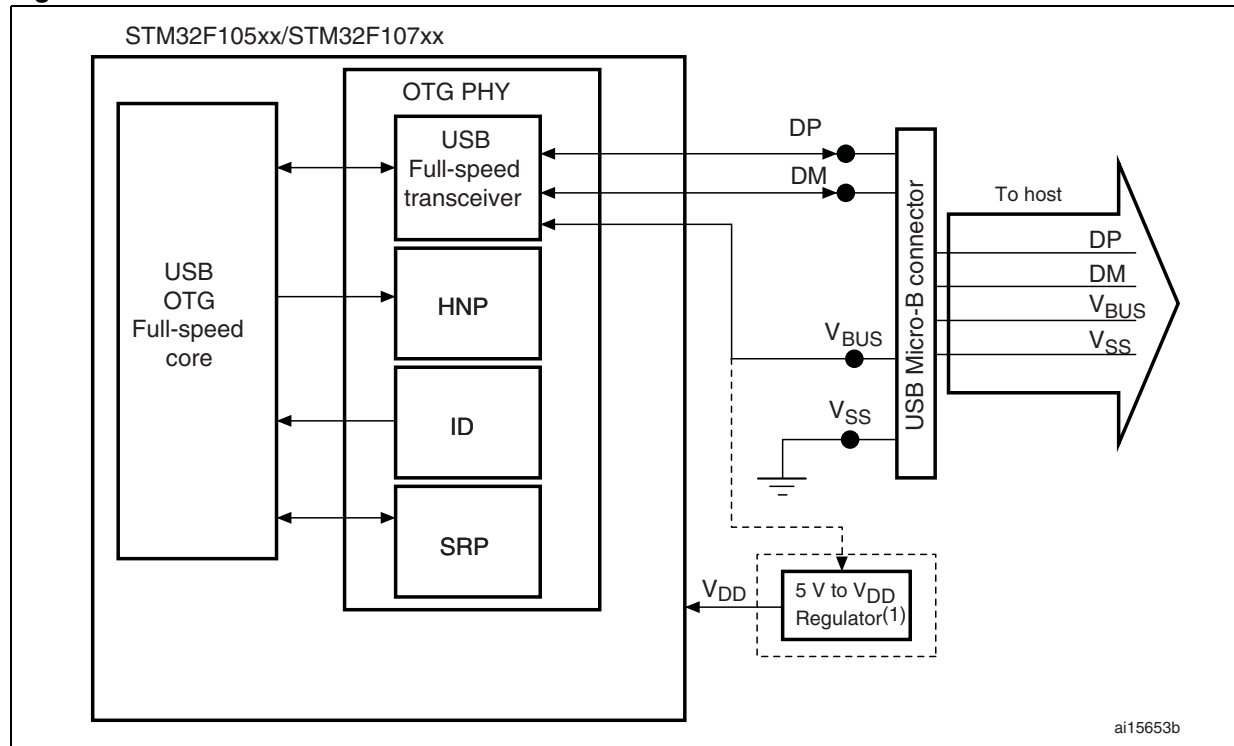 STM32F105xx/STM32F107xx
OTG PHY
USB
Full-speed
transceiver
HNP
ID
SRP
USB
OTG
Full-speed
core
DP
DM
VBUS
VSS
USB Micro-B connector
To host
DP
DM
VBUS
VSS
VDD
5 V to VDD
Regulator(1)
ai15653b